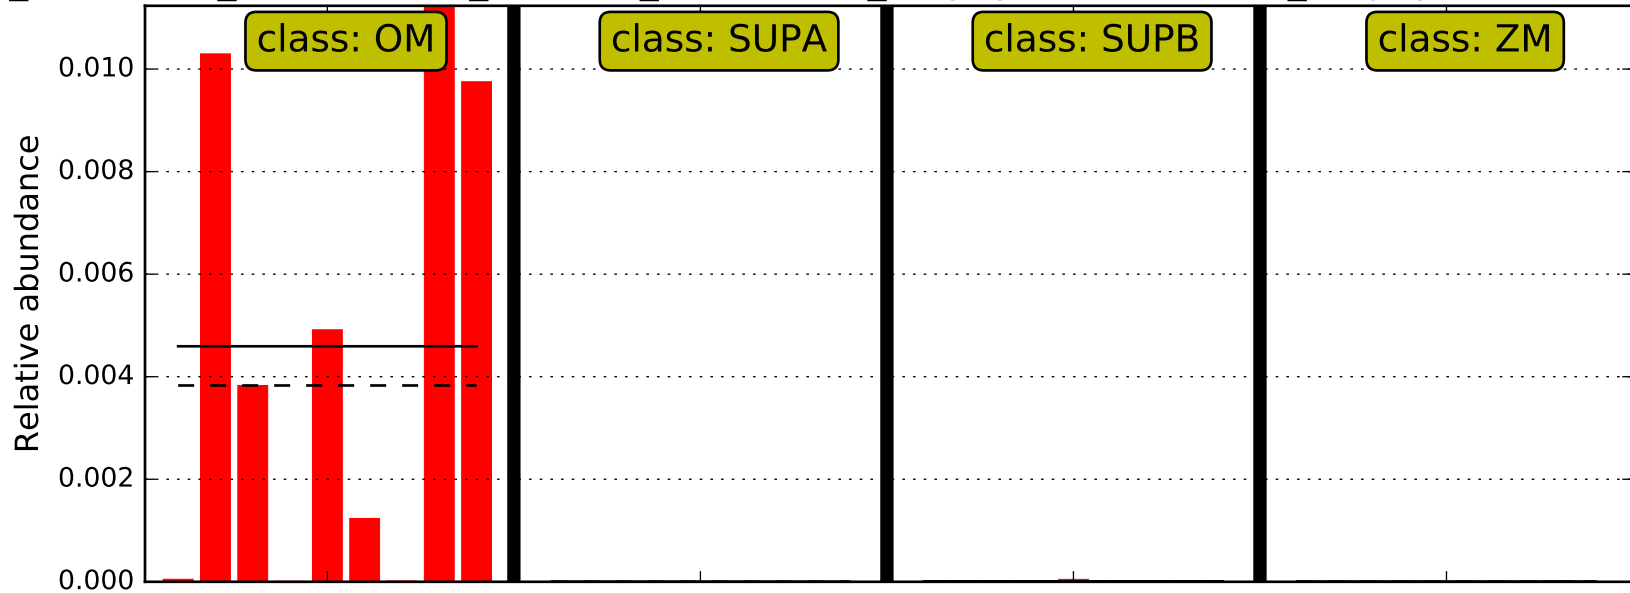 class: OM
class: SUPA
class: SUPB
class: ZM
Relative abundance
0.010
0.008
0.006
0.004
0.002
0.000